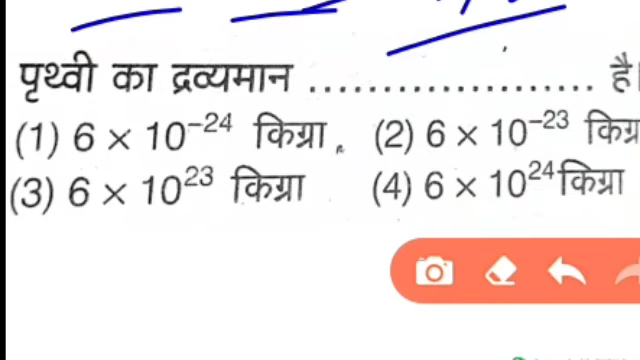 पृथ्वी का द्रव्यमान ..................... है।
(1) 6 × 10⁻²⁴ किग्रा. (2) 6 × 10⁻²³ किग्र
(3) 6 × 10²³ किग्रा (4) 6 × 10²⁴ किग्रा